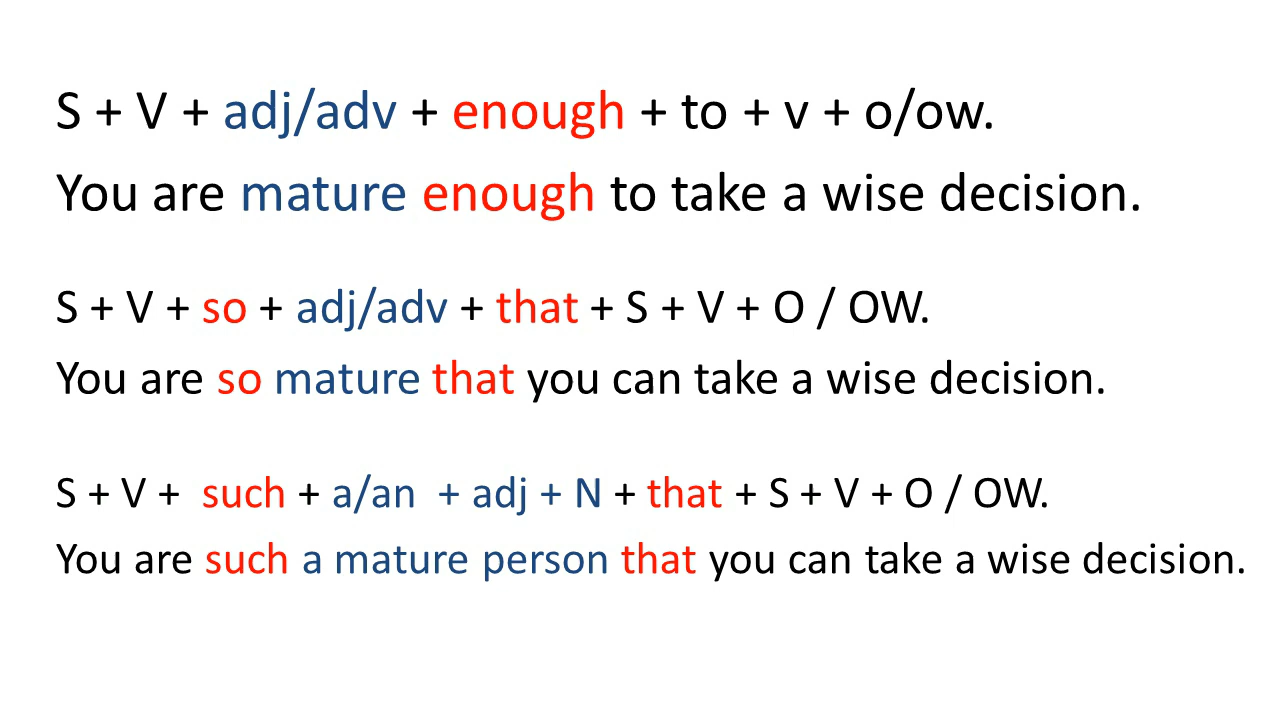 S + V + adj/adv + enough + to + v + o/ow.
You are mature enough to take a wise decision.
S + V + so + adj/adv + that + S + V + O / OW.
You are so mature that you can take a wise decision.
S + V + such + a/an + adj + N + that + S + V + O / OW.
You are such a mature person that you can take a wise decision.